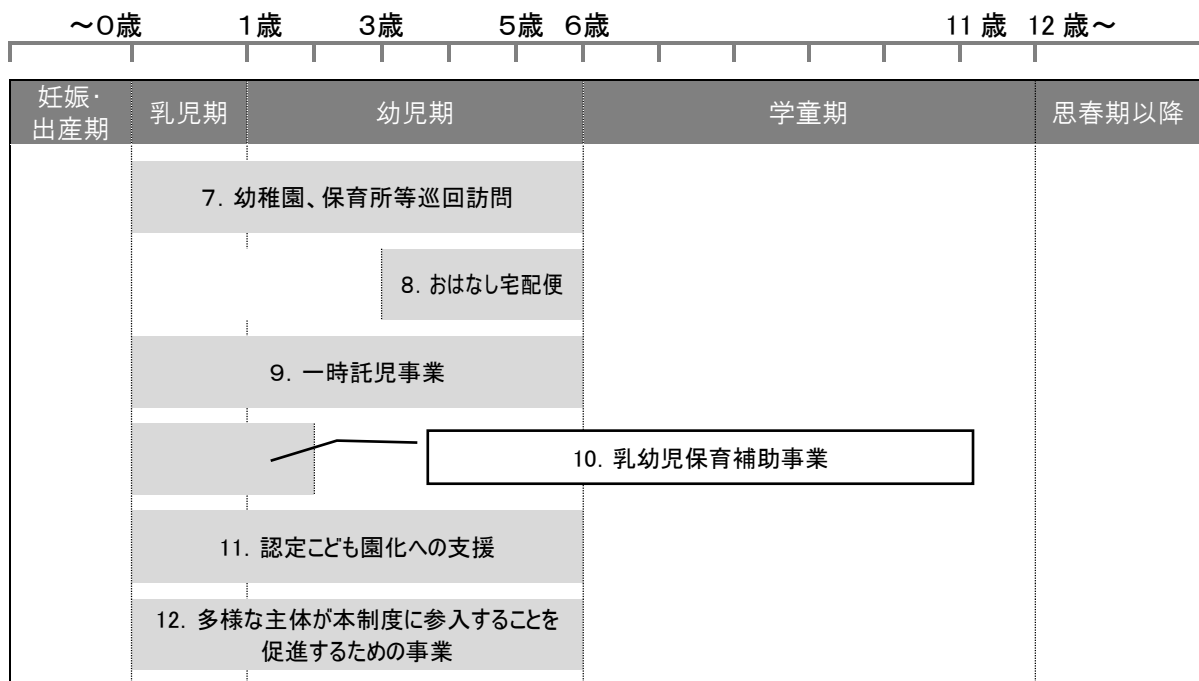 ～０歳 １歳 ３歳 ５歳 ６歳 11歳 12歳～
妊娠・
出産期
乳児期
幼児期
学童期
思春期以降
７．幼稚園、保育所等巡回訪問
８．おはなし宅配便
９．一時託児事業
10．乳幼児保育補助事業
11．認定こども園化への支援
12．多様な主体が本制度に参入することを
促進するための事業